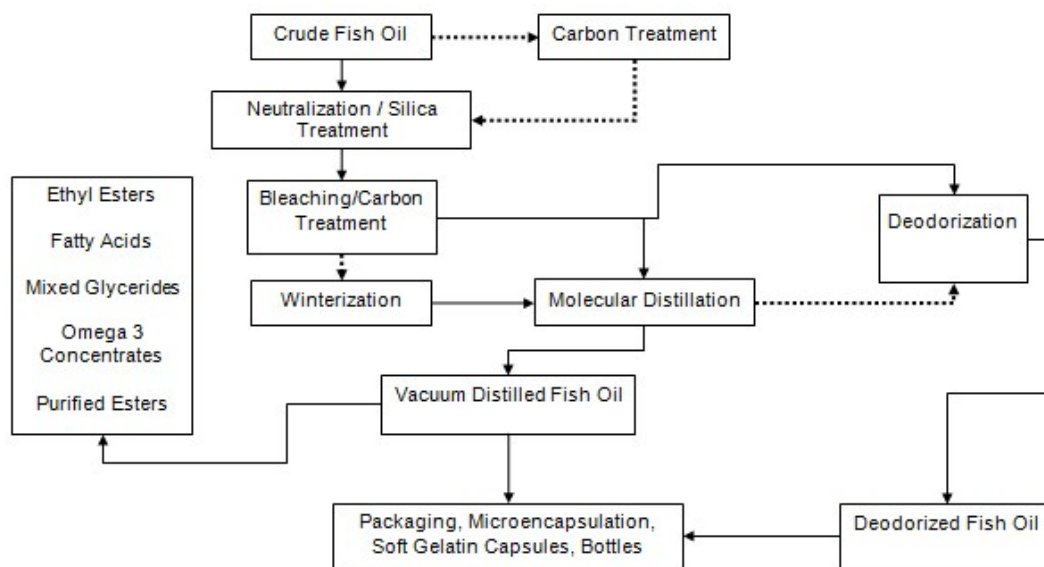 Crude Fish Oil
Carbon Treatment
Neutralization / Silica
Treatment
Bleaching/Carbon
Treatment
Deodorization
Ethyl Esters
Fatty Acids
Mixed Glycerides
Omega 3
Concentrates
Purified Esters
Winterization
Molecular Distillation
Vacuum Distilled Fish Oil
Packaging, Microencapsulation,
Soft Gelatin Capsules, Bottles
Deodorized Fish Oil